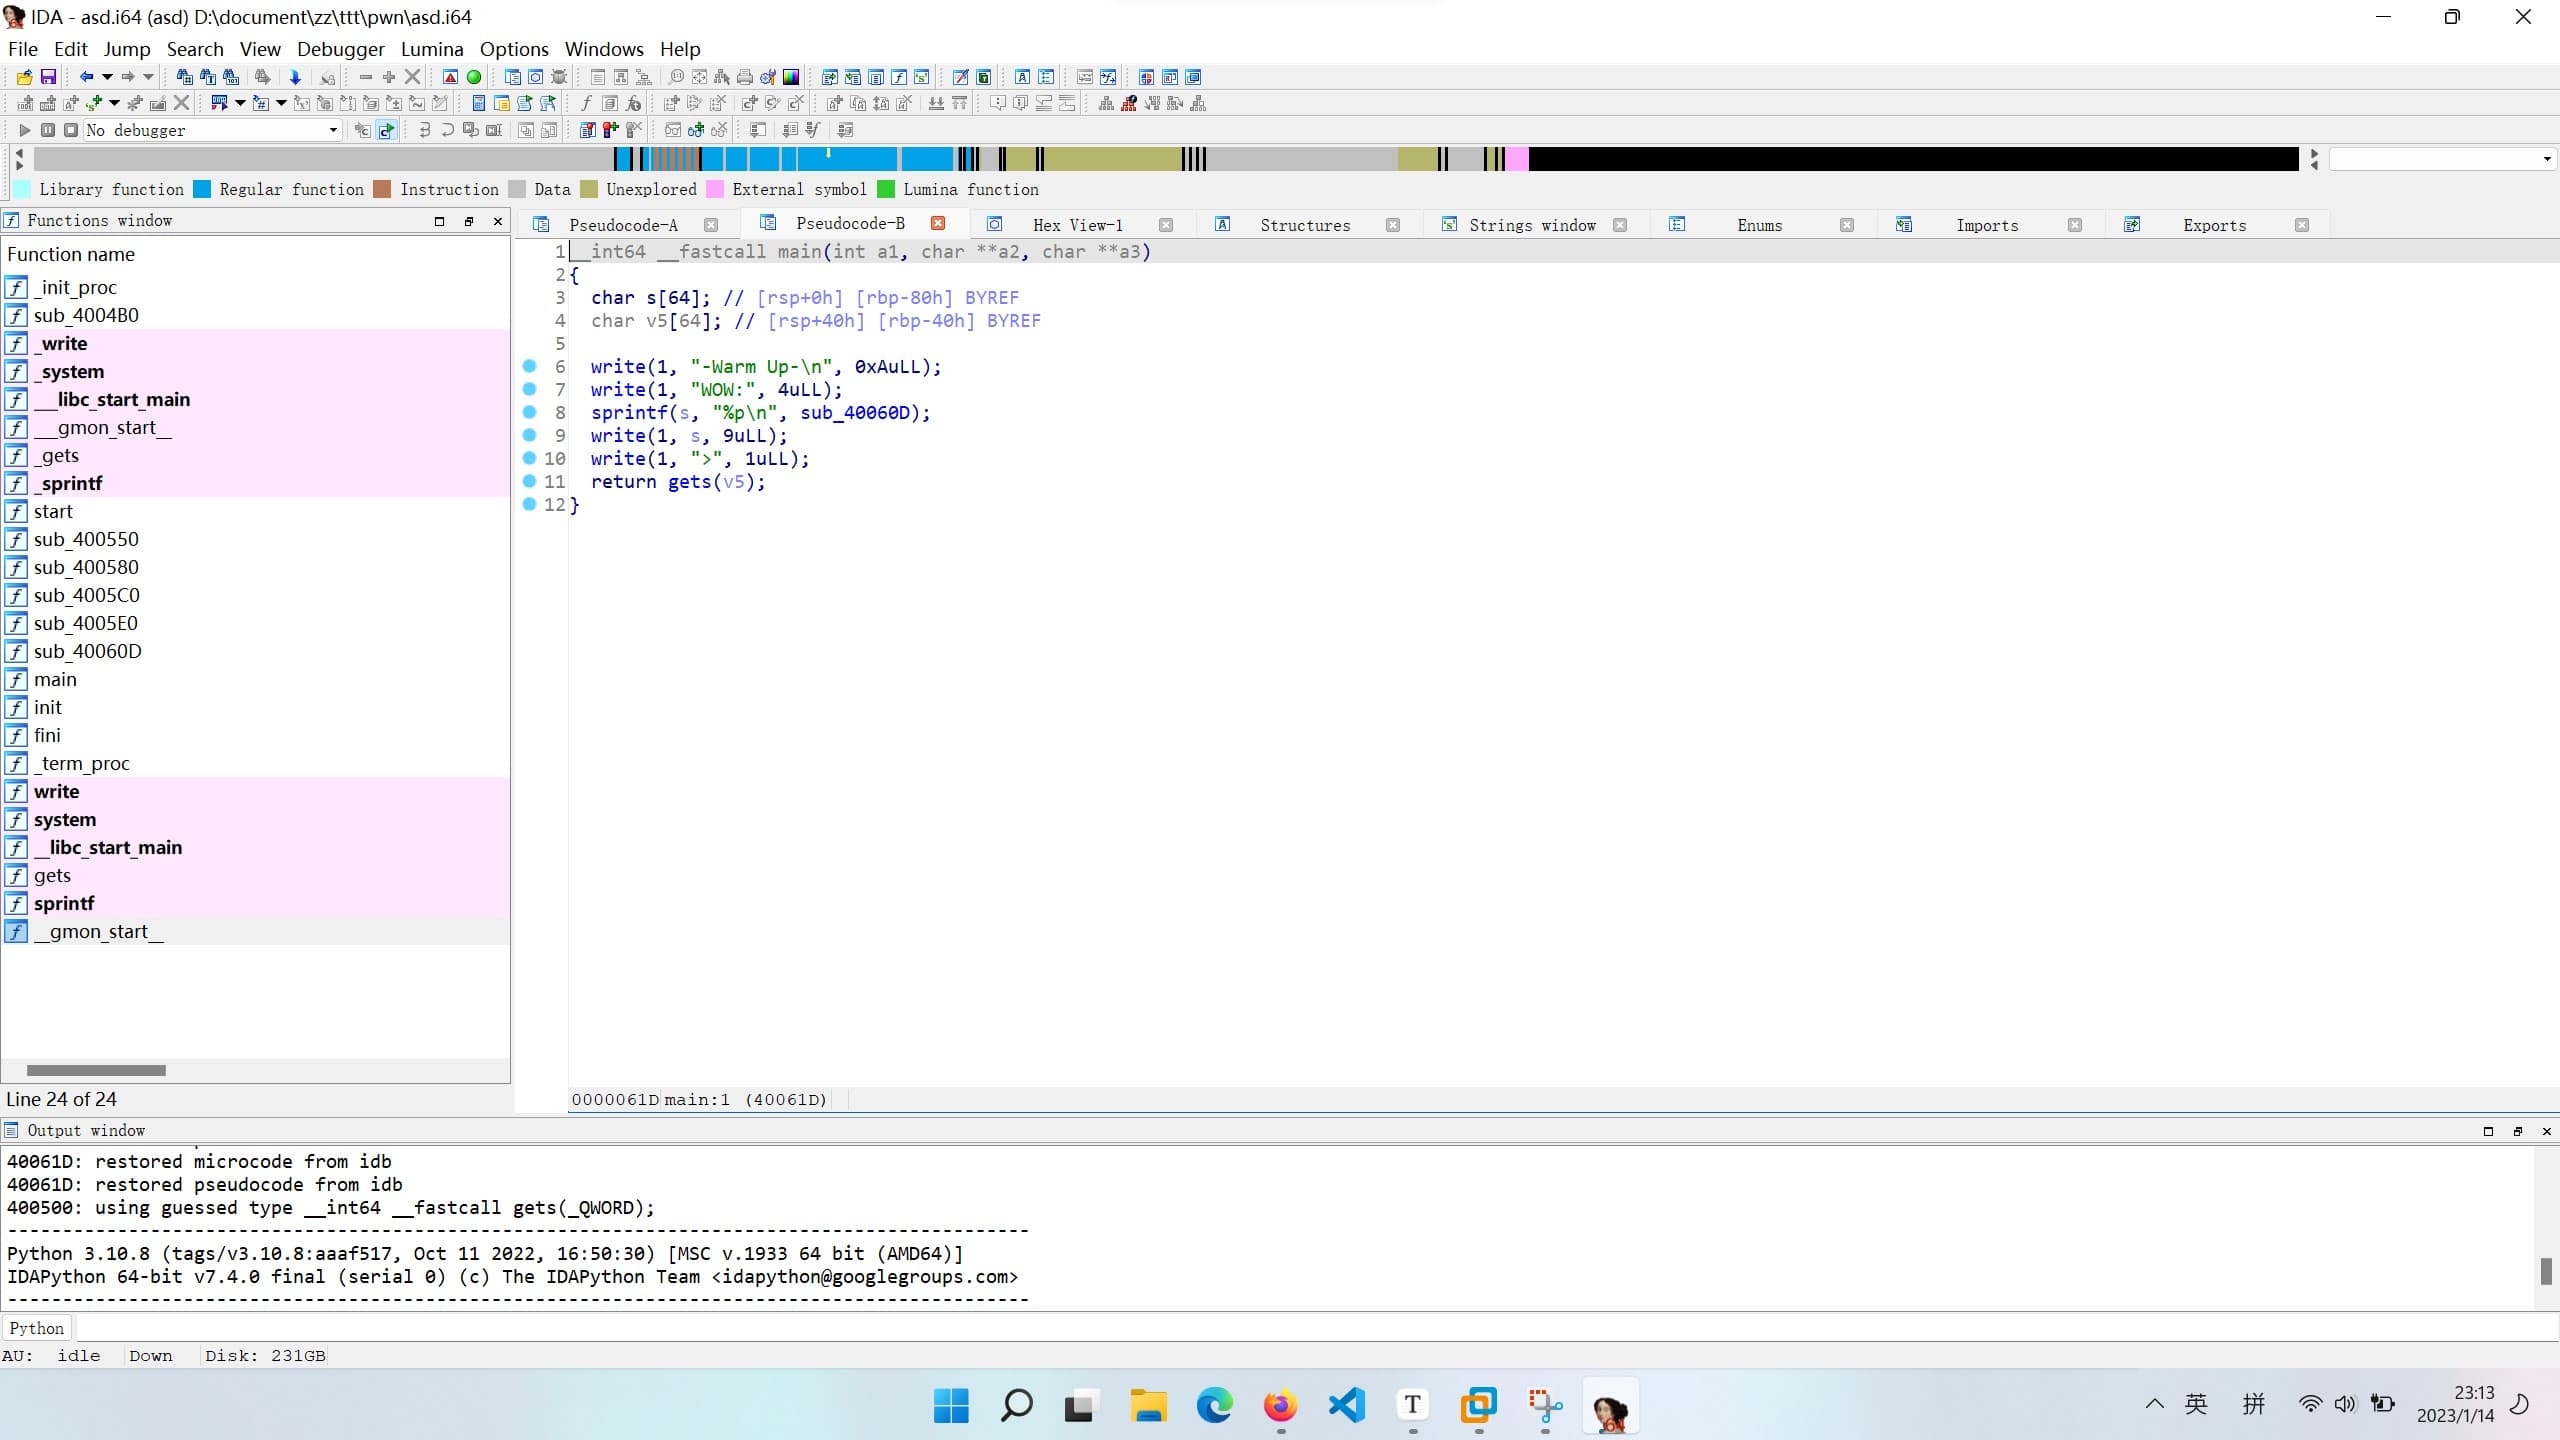 IDA - asd.i64 (asd) D:\document\zz\ttt\pwn\asd.i64
File Edit Jump Search View Debugger Lumina Options Windows Help
No debugger
Library function Regular function Instruction Data Unexplored External symbol Lumina function
Functions window
Function name
_init_proc
sub_4004B0
_write
_system
___libc_start_main
___gmon_start__
_gets
_sprintf
start
sub_400550
sub_400580
sub_4005C0
sub_4005E0
sub_40060D
main
init
fini
_term_proc
write
system
__libc_start_main
gets
sprintf
__gmon_start__
Line 24 of 24
Pseudocode-A Pseudocode-B Hex View-1 Structures Strings window Enums Imports Exports
1 __int64 __fastcall main(int a1, char **a2, char **a3)
2 {
3 char s[64]; // [rsp+0h] [rbp-80h] BYREF
4 char v5[64]; // [rsp+40h] [rbp-40h] BYREF
5
6 write(1, "-Warm Up-\n", 0xAuLL);
7 write(1, "WOW:", 4uLL);
8 sprintf(s, "%p\n", sub_40060D);
9 write(1, s, 9uLL);
10 write(1, ">", 1uLL);
11 return gets(v5);
12 }
0000061D main:1 (40061D)
Output window
40061D: restored microcode from idb
40061D: restored pseudocode from idb
400500: using guessed type __int64 __fastcall gets(_QWORD);
---------------------------------------------------------------------------------------------
Python 3.10.8 (tags/v3.10.8:aaaf517, Oct 11 2022, 16:50:30) [MSC v.1933 64 bit (AMD64)]
IDAPython 64-bit v7.4.0 final (serial 0) (c) The IDAPython Team <idapython@googlegroups.com>
---------------------------------------------------------------------------------------------
Python
AU: idle Down Disk: 231GB
英 拼 23:13
2023/1/14